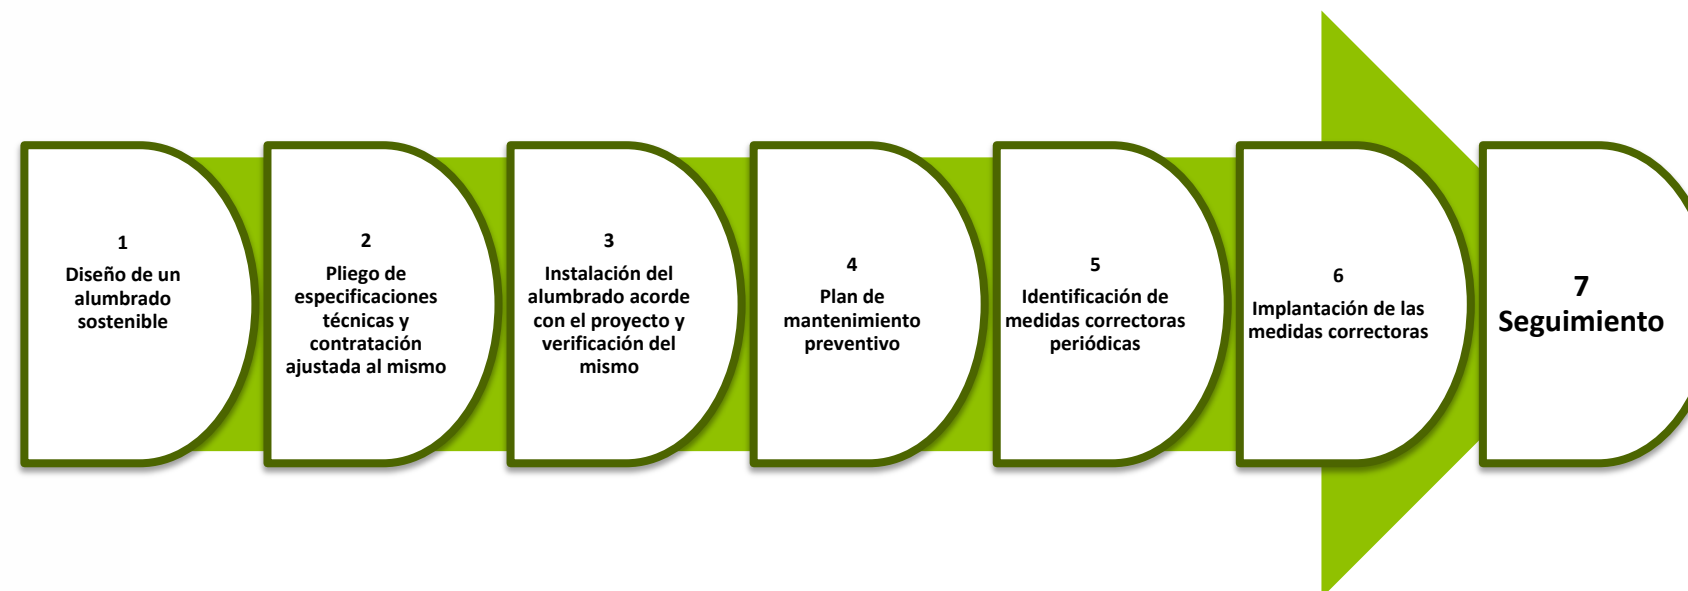 1
Diseño de un
alumbrado
sostenible
2
Pliego de
especificaciones
técnicas y
contratación
ajustada al mismo
3
Instalación del
alumbrado acorde
con el proyecto y
verificación del
mismo
4
Plan de
mantenimiento
preventivo
5
Identificación de
medidas correctoras
periódicas
6
Implantación de las
medidas correctoras
7
Seguimiento